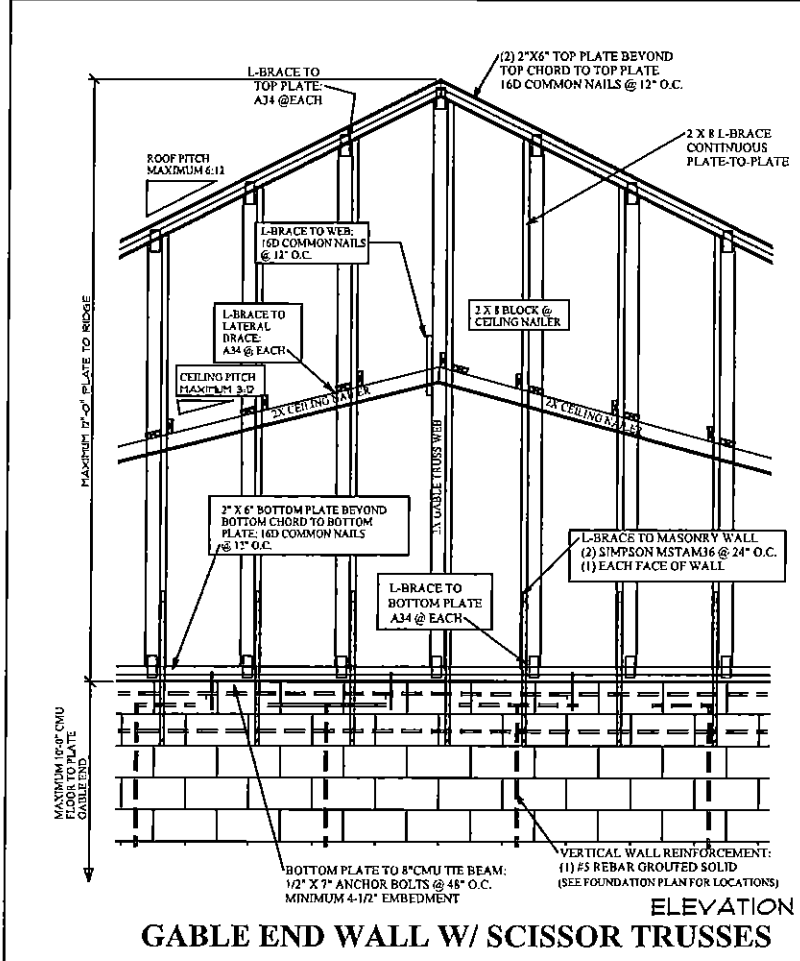 L-BRACE TO
TOP PLATE:
A34 @EACH
(2) 2"X6" TOP PLATE BEYOND
TOP CHORD TO TOP PLATE
16D COMMON NAILS @ 12" O.C.
2 X 8 L-BRACE
CONTINUOUS
PLATE-TO-PLATE
ROOF PITCH
MAXIMUM 6:12
L-BRACE TO WEB:
16D COMMON NAILS
@ 12" O.C.
2 X 8 BLOCK @
CEILING NAILER
L-BRACE TO
LATERAL
BRACE:
A34 @ EACH
CEILING PITCH
MAXIMUM 3:12
2X CEILING NAILER
2X CEILING NAILER
MAXIMUM 12'-0" PLATE TO RIDGE
2X GABLE TRUSS WEB
2" X 6" BOTTOM PLATE BEYOND
BOTTOM CHORD TO BOTTOM
PLATE: 16D COMMON NAILS
@ 12" O.C.
L-BRACE TO MASONRY WALL
(2) SIMPSON MSTAM36 @ 24" O.C.
(1) EACH FACE OF WALL
L-BRACE TO
BOTTOM PLATE
A34 @ EACH
MAXIMUM 10'-0" CMU
FLOOR TO PLATE
GABLE END
BOTTOM PLATE TO 8"CMU TIE BEAM:
1/2" X 7" ANCHOR BOLTS @ 48" O.C.
MINIMUM 4-1/2" EMBEDMENT
VERTICAL WALL REINFORCEMENT:
(1) #5 REBAR GROUTED SOLID
(SEE FOUNDATION PLAN FOR LOCATIONS)
ELEVATION
GABLE END WALL W/ SCISSOR TRUSSES